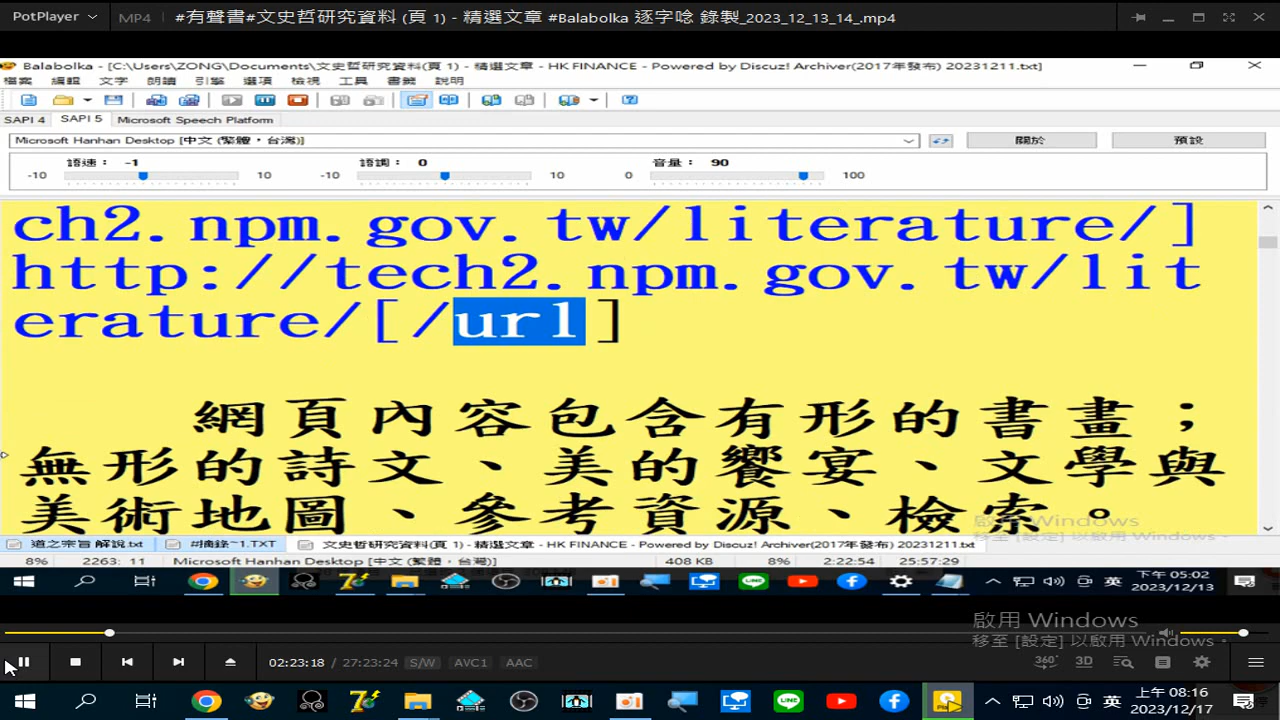 PotPlayer MP4 #有聲書#文史哲研究資料 (頁 1) - 精選文章 #Balabolka 逐字唸 錄製_2023_12_13_14_.mp4
Balabolka - [C:\Users\ZONG\Documents\文史哲研究資料(頁 1) - 精選文章 - HK FINANCE - Powered by Discuz! Archiver(2017年發布) 20231211.txt]
檔案 編輯 文字 朗讀 引擎 選項 檢視 工具 書籤 說明
SAPI 4 SAPI 5 Microsoft Speech Platform
Microsoft Hanhan Desktop [中文 (繁體，台灣)] 關於 預設
語速： -1 語調： 0 音量： 90
-10 10 -10 10 0 100
ch2.npm.gov.tw/literature/]
http://tech2.npm.gov.tw/lit
erature/[/url]
網頁內容包含有形的書畫；
無形的詩文、美的饗宴、文學與
美術地圖、參考資源、檢索。
啟用 Windows
移至 [設定] 以啟用 Windows。
道之宗旨 解說.txt #摘錄~1.TXT 文史哲研究資料(頁 1) - 精選文章 - HK FINANCE - Powered by Discuz! Archiver(2017年發布) 20231211.txt
8% 2263: 11 Microsoft Hanhan Desktop [中文 (繁體，台灣)] 408 KB 8% 2:22:54 25:57:29
英 下午 05:02
2023/12/13
啟用 Windows
移至 [設定] 以啟用 Windows。
02:23:18 / 27:23:24 S/W AVC1 AAC 360° 3D
英 上午 08:16
2023/12/17